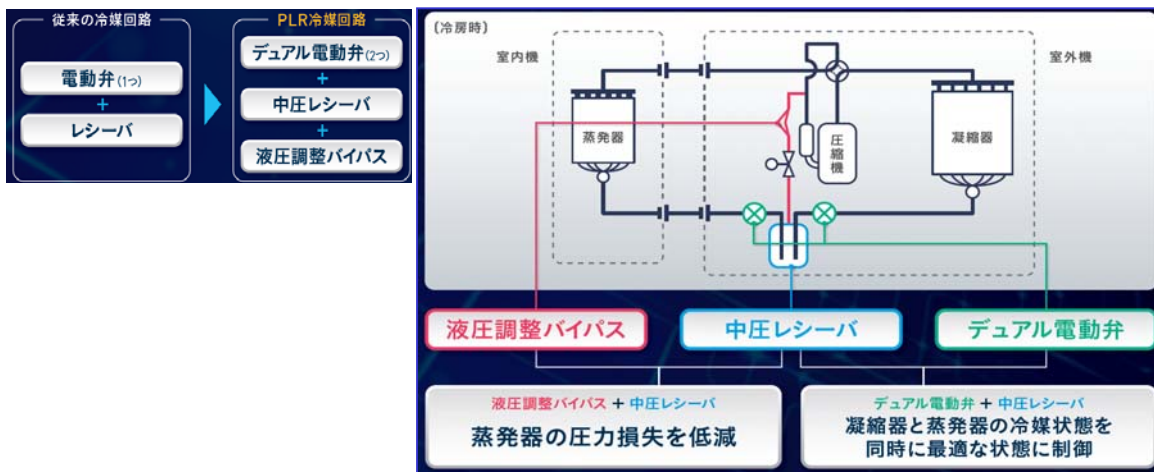 従来の冷媒回路
電動弁(1つ)
+
レシーバ
PLR冷媒回路
デュアル電動弁(2つ)
+
中圧レシーバ
+
液圧調整バイパス
(冷房時)
室内機
室外機
蒸発器
圧縮機
凝縮器
液圧調整バイパス
中圧レシーバ
デュアル電動弁
液圧調整バイパス + 中圧レシーバ
蒸発器の圧力損失を低減
デュアル電動弁 + 中圧レシーバ
凝縮器と蒸発器の冷媒状態を
同時に最適な状態に制御